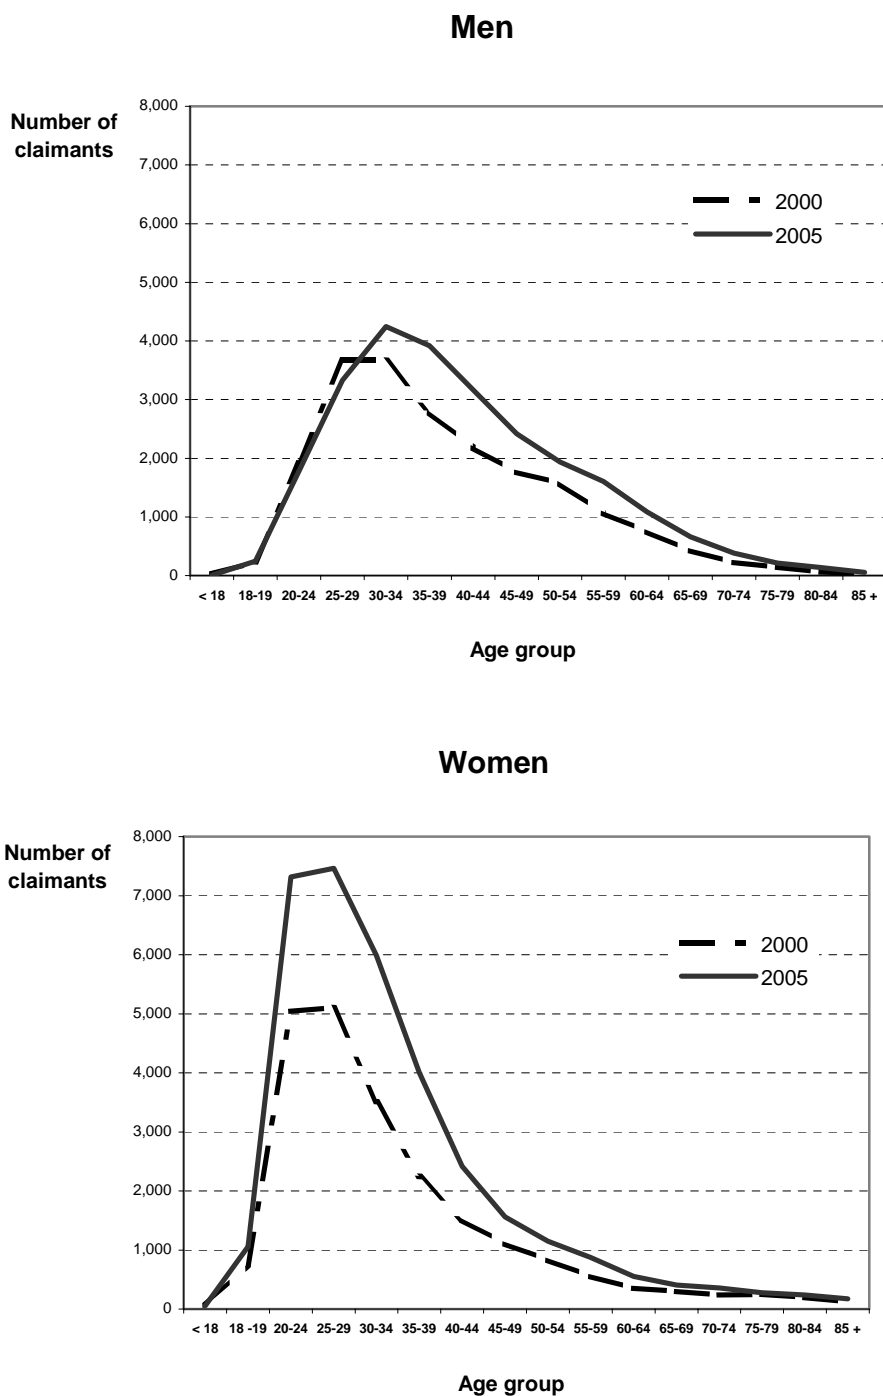 Men
Number of
claimants
8,000
7,000
6,000
5,000
4,000
3,000
2,000
1,000
0
2000
2005
< 18 18-19 20-24 25-29 30-34 35-39 40-44 45-49 50-54 55-59 60-64 65-69 70-74 75-79 80-84 85 +
Age group
Women
Number of
claimants
8,000
7,000
6,000
5,000
4,000
3,000
2,000
1,000
0
2000
2005
< 18 18 -19 20-24 25-29 30-34 35-39 40-44 45-49 50-54 55-59 60-64 65-69 70-74 75-79 80-84 85 +
Age group